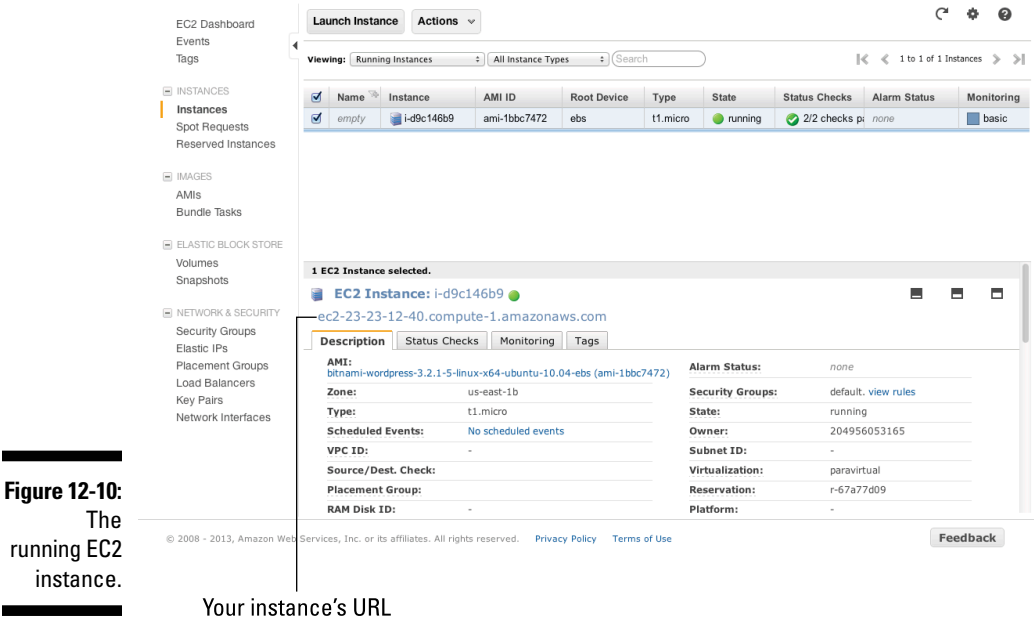 EC2 Dashboard
Events
Tags
INSTANCES
Instances
Spot Requests
Reserved Instances
IMAGES
AMIs
Bundle Tasks
ELASTIC BLOCK STORE
Volumes
Snapshots
NETWORK & SECURITY
Security Groups
Elastic IPs
Placement Groups
Load Balancers
Key Pairs
Network Interfaces
Launch Instance Actions
Viewing: Running Instances All Instance Types Search 1 to 1 of 1 Instances
Name Instance AMI ID Root Device Type State Status Checks Alarm Status Monitoring
empty i-d9c146b9 ami-1bbc7472 ebs t1.micro running 2/2 checks pa none basic
1 EC2 Instance selected.
EC2 Instance: i-d9c146b9
ec2-23-23-12-40.compute-1.amazonaws.com
Description Status Checks Monitoring Tags
AMI:
bitnami-wordpress-3.2.1-5-linux-x64-ubuntu-10.04-ebs (ami-1bbc7472) Alarm Status: none
Zone: us-east-1b Security Groups: default. view rules
Type: t1.micro State: running
Scheduled Events: No scheduled events Owner: 204956053165
VPC ID: - Subnet ID: -
Source/Dest. Check: Virtualization: paravirtual
Placement Group: Reservation: r-67a77d09
RAM Disk ID: - Platform: -
© 2008 - 2013, Amazon Web Services, Inc. or its affiliates. All rights reserved. Privacy Policy Terms of Use Feedback
Figure 12-10:
The
running EC2
instance.
Your instance's URL